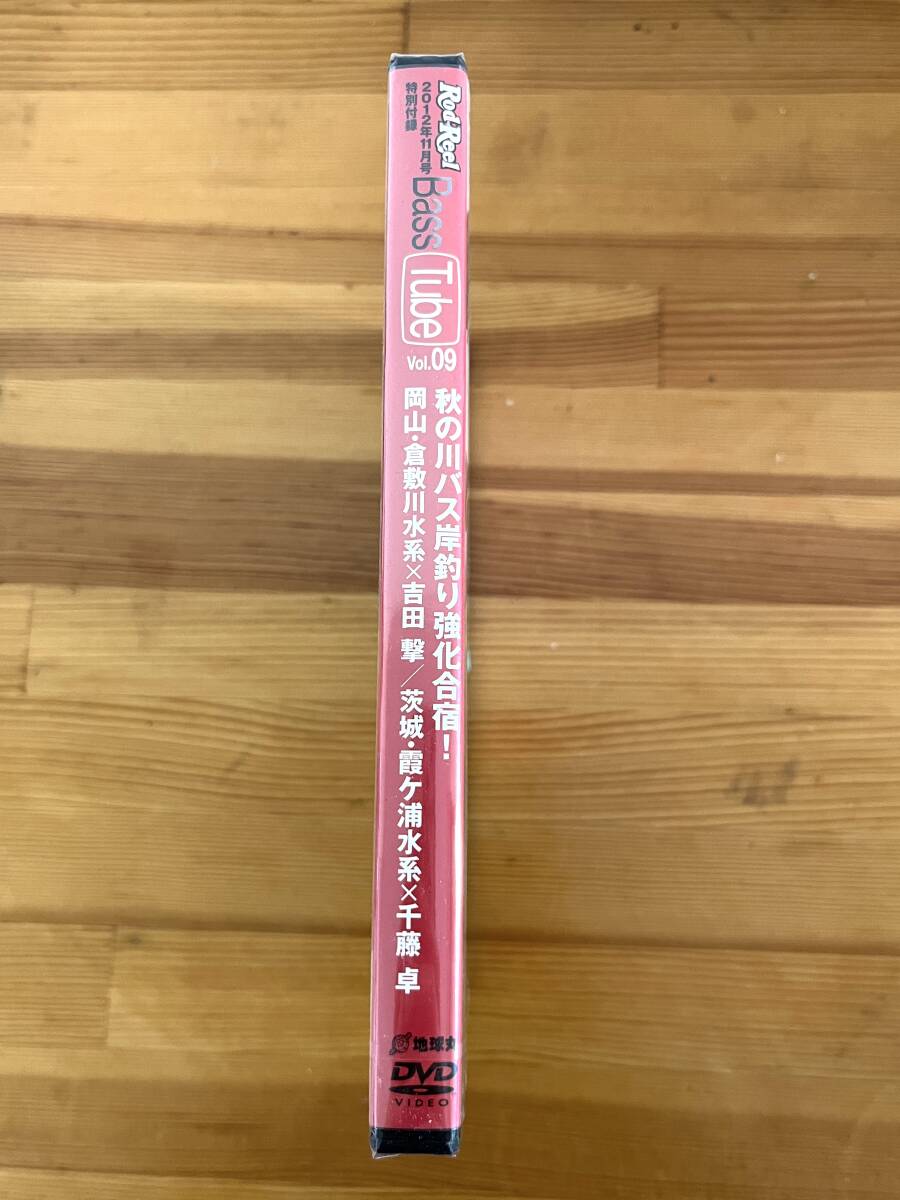 Rod&Reel
2012年11月号
特別付録
Bass
Tube
Vol.09
秋の川バス岸釣り強化合宿！
岡山・倉敷川水系×吉田 撃／茨城・霞ケ浦水系×千藤 卓
地球丸
DVD
VIDEO